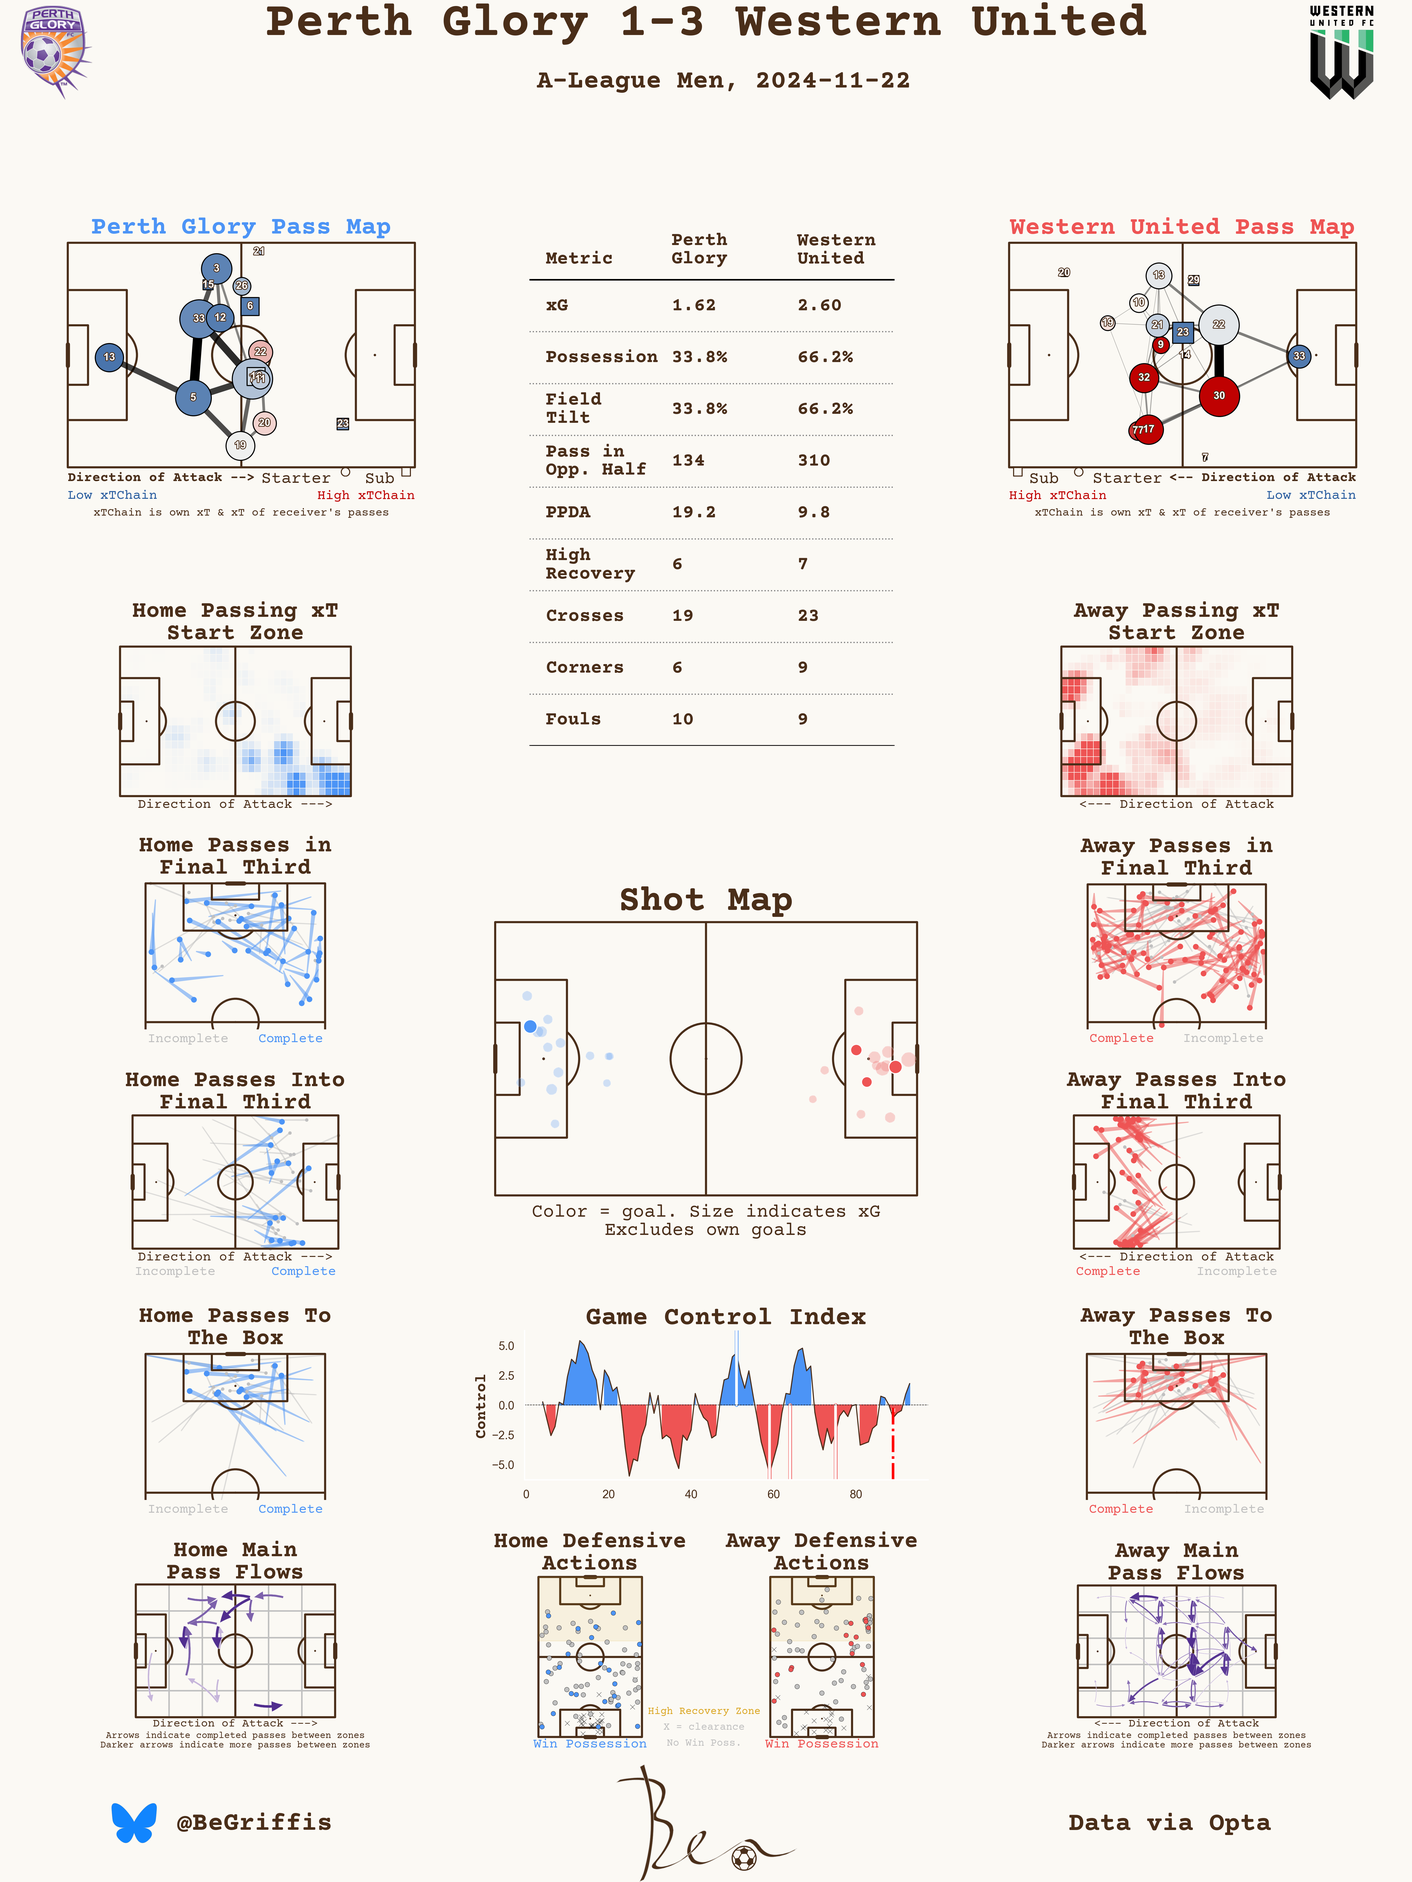 Perth Glory 1-3 Western United
A-League Men, 2024-11-22
PERTH
GLORY
WESTERN
UNITED FC
Perth Glory Pass Map
21
3
15
26
6
33
12
22
13
11
5
20
23
19
Direction of Attack --> Starter Sub
Low xTChain High xTChain
xTChain is own xT & xT of receiver's passes
Metric Perth Glory Western United
xG 1.62 2.60
Possession 33.8% 66.2%
Field Tilt 33.8% 66.2%
Pass in Opp. Half 134 310
PPDA 19.2 9.8
High Recovery 6 7
Crosses 19 23
Corners 6 9
Fouls 10 9
Western United Pass Map
20
13
29
10
19
21
23
22
9
14
33
32
30
77
17
7
Sub Starter <-- Direction of Attack
High xTChain Low xTChain
xTChain is own xT & xT of receiver's passes
Home Passing xT
Start Zone
Direction of Attack --->
Away Passing xT
Start Zone
<--- Direction of Attack
Home Passes in
Final Third
Incomplete Complete
Away Passes in
Final Third
Complete Incomplete
Shot Map
Color = goal. Size indicates xG
Excludes own goals
Home Passes Into
Final Third
Direction of Attack --->
Incomplete Complete
Away Passes Into
Final Third
<--- Direction of Attack
Complete Incomplete
Home Passes To
The Box
Incomplete Complete
Game Control Index
Control
5.0
2.5
0.0
−2.5
−5.0
0 20 40 60 80
Away Passes To
The Box
Complete Incomplete
Home Main
Pass Flows
Direction of Attack --->
Arrows indicate completed passes between zones
Darker arrows indicate more passes between zones
Home Defensive
Actions
Win Possession
High Recovery Zone
X = clearance
No Win Poss.
Away Defensive
Actions
Win Possession
Away Main
Pass Flows
<--- Direction of Attack
Arrows indicate completed passes between zones
Darker arrows indicate more passes between zones
@BeGriffis
Ben
Data via Opta